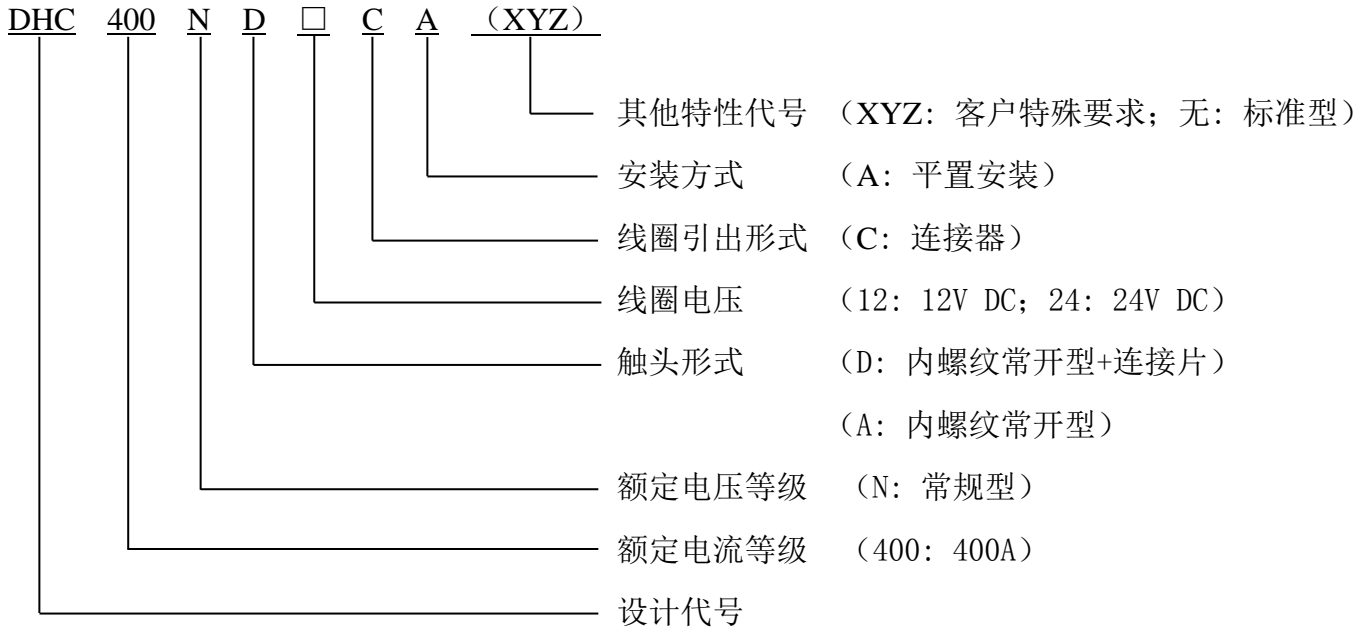 DHC 400 N D □ C A （XYZ）
其他特性代号 （XYZ: 客户特殊要求; 无: 标准型）
安装方式 （A: 平置安装）
线圈引出形式 （C: 连接器）
线圈电压 （12: 12V DC; 24: 24V DC）
触头形式 （D: 内螺纹常开型+连接片）
（A: 内螺纹常开型）
额定电压等级 （N: 常规型）
额定电流等级 （400: 400A）
设计代号